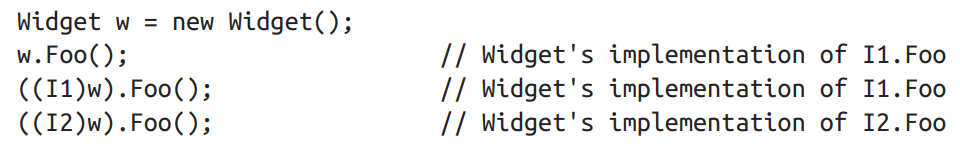 Widget w = new Widget();
w.Foo(); // Widget's implementation of I1.Foo
((I1)w).Foo(); // Widget's implementation of I1.Foo
((I2)w).Foo(); // Widget's implementation of I2.Foo